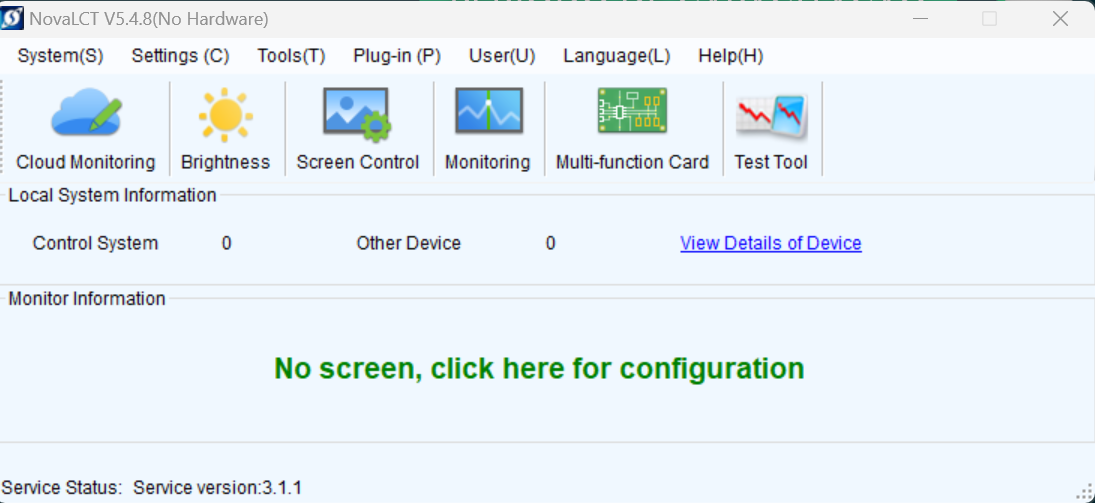 NovaLCT V5.4.8(No Hardware)
System(S) Settings (C) Tools(T) Plug-in (P) User(U) Language(L) Help(H)
Cloud Monitoring Brightness Screen Control Monitoring Multi-function Card Test Tool
Local System Information
Control System 0 Other Device 0 View Details of Device
Monitor Information
No screen, click here for configuration
Service Status: Service version:3.1.1